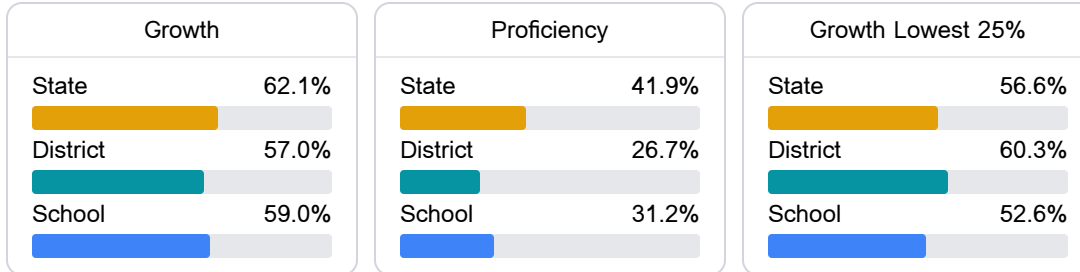 Growth
State 62.1%
District 57.0%
School 59.0%
Proficiency
State 41.9%
District 26.7%
School 31.2%
Growth Lowest 25%
State 56.6%
District 60.3%
School 52.6%